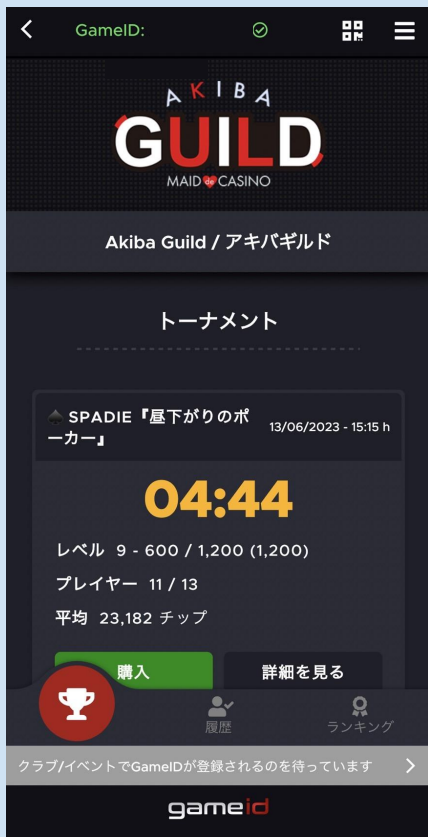 GameID:
AKIBA
GUILD
MAID de CASINO
Akiba Guild / アキバギルド
トーナメント
SPADIE『昼下がりのポ
ーカー』
13/06/2023 - 15:15 h
04:44
レベル 9 - 600 / 1,200 (1,200)
プレイヤー 11 / 13
平均 23,182 チップ
購入
詳細を見る
履歴
ランキング
クラブ/イベントでGameIDが登録されるのを待っています
gameid